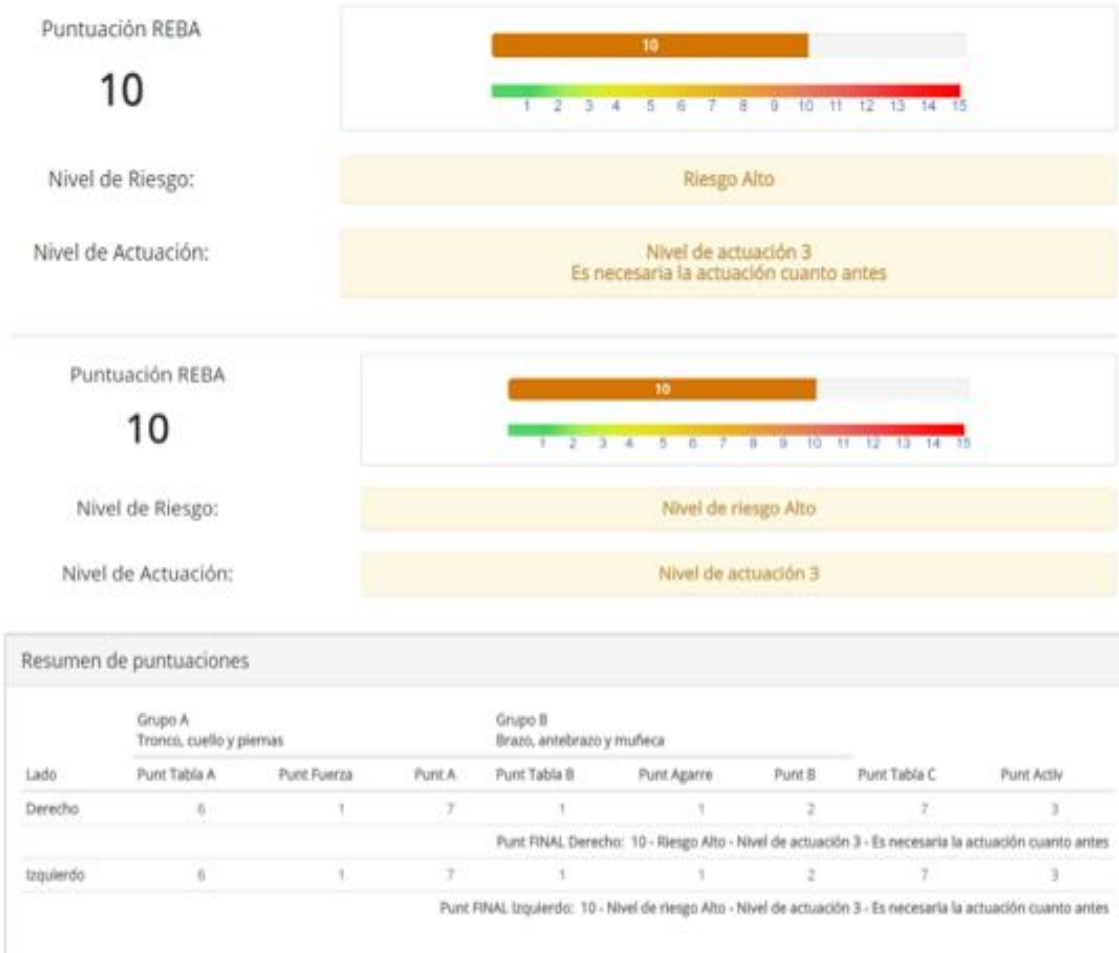 Puntuación REBA
10
10
1 2 3 4 5 6 7 8 9 10 11 12 13 14 15
Nivel de Riesgo:
Riesgo Alto
Nivel de Actuación:
Nivel de actuación 3
Es necesaria la actuación cuanto antes
Puntuación REBA
10
10
1 2 3 4 5 6 7 8 9 10 11 12 13 14 15
Nivel de Riesgo:
Nivel de riesgo Alto
Nivel de Actuación:
Nivel de actuación 3
Resumen de puntuaciones
Grupo A Grupo B
Tronco, cuello y piernas Brazo, antebrazo y muñeca
Lado Punt Tabla A Punt Fuerza Punt A Punt Tabla B Punt Agarre Punt B Punt Tabla C Punt Activ
Derecho 6 1 7 1 1 2 7 3
Punt FINAL Derecho: 10 - Riesgo Alto - Nivel de actuación 3 - Es necesaria la actuación cuanto antes
Izquierdo 6 1 7 1 1 2 7 3
Punt FINAL Izquierdo: 10 - Nivel de riesgo Alto - Nivel de actuación 3 - Es necesaria la actuación cuanto antes